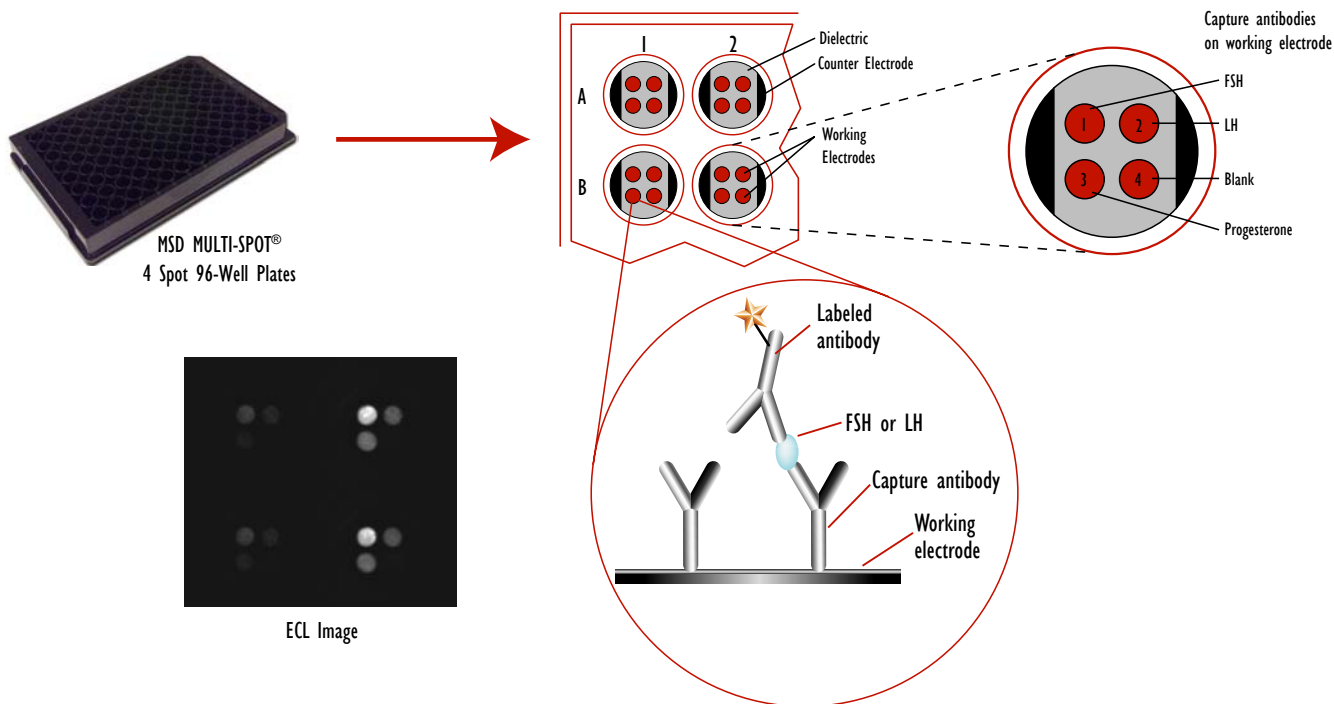 MSD MULTI-SPOT®
4 Spot 96-Well Plates
1
2
A
B
Dielectric
Counter Electrode
Working
Electrodes
Capture antibodies
on working electrode
1
2
3
4
FSH
LH
Blank
Progesterone
Labeled
antibody
FSH or LH
Capture antibody
Working
electrode
ECL Image